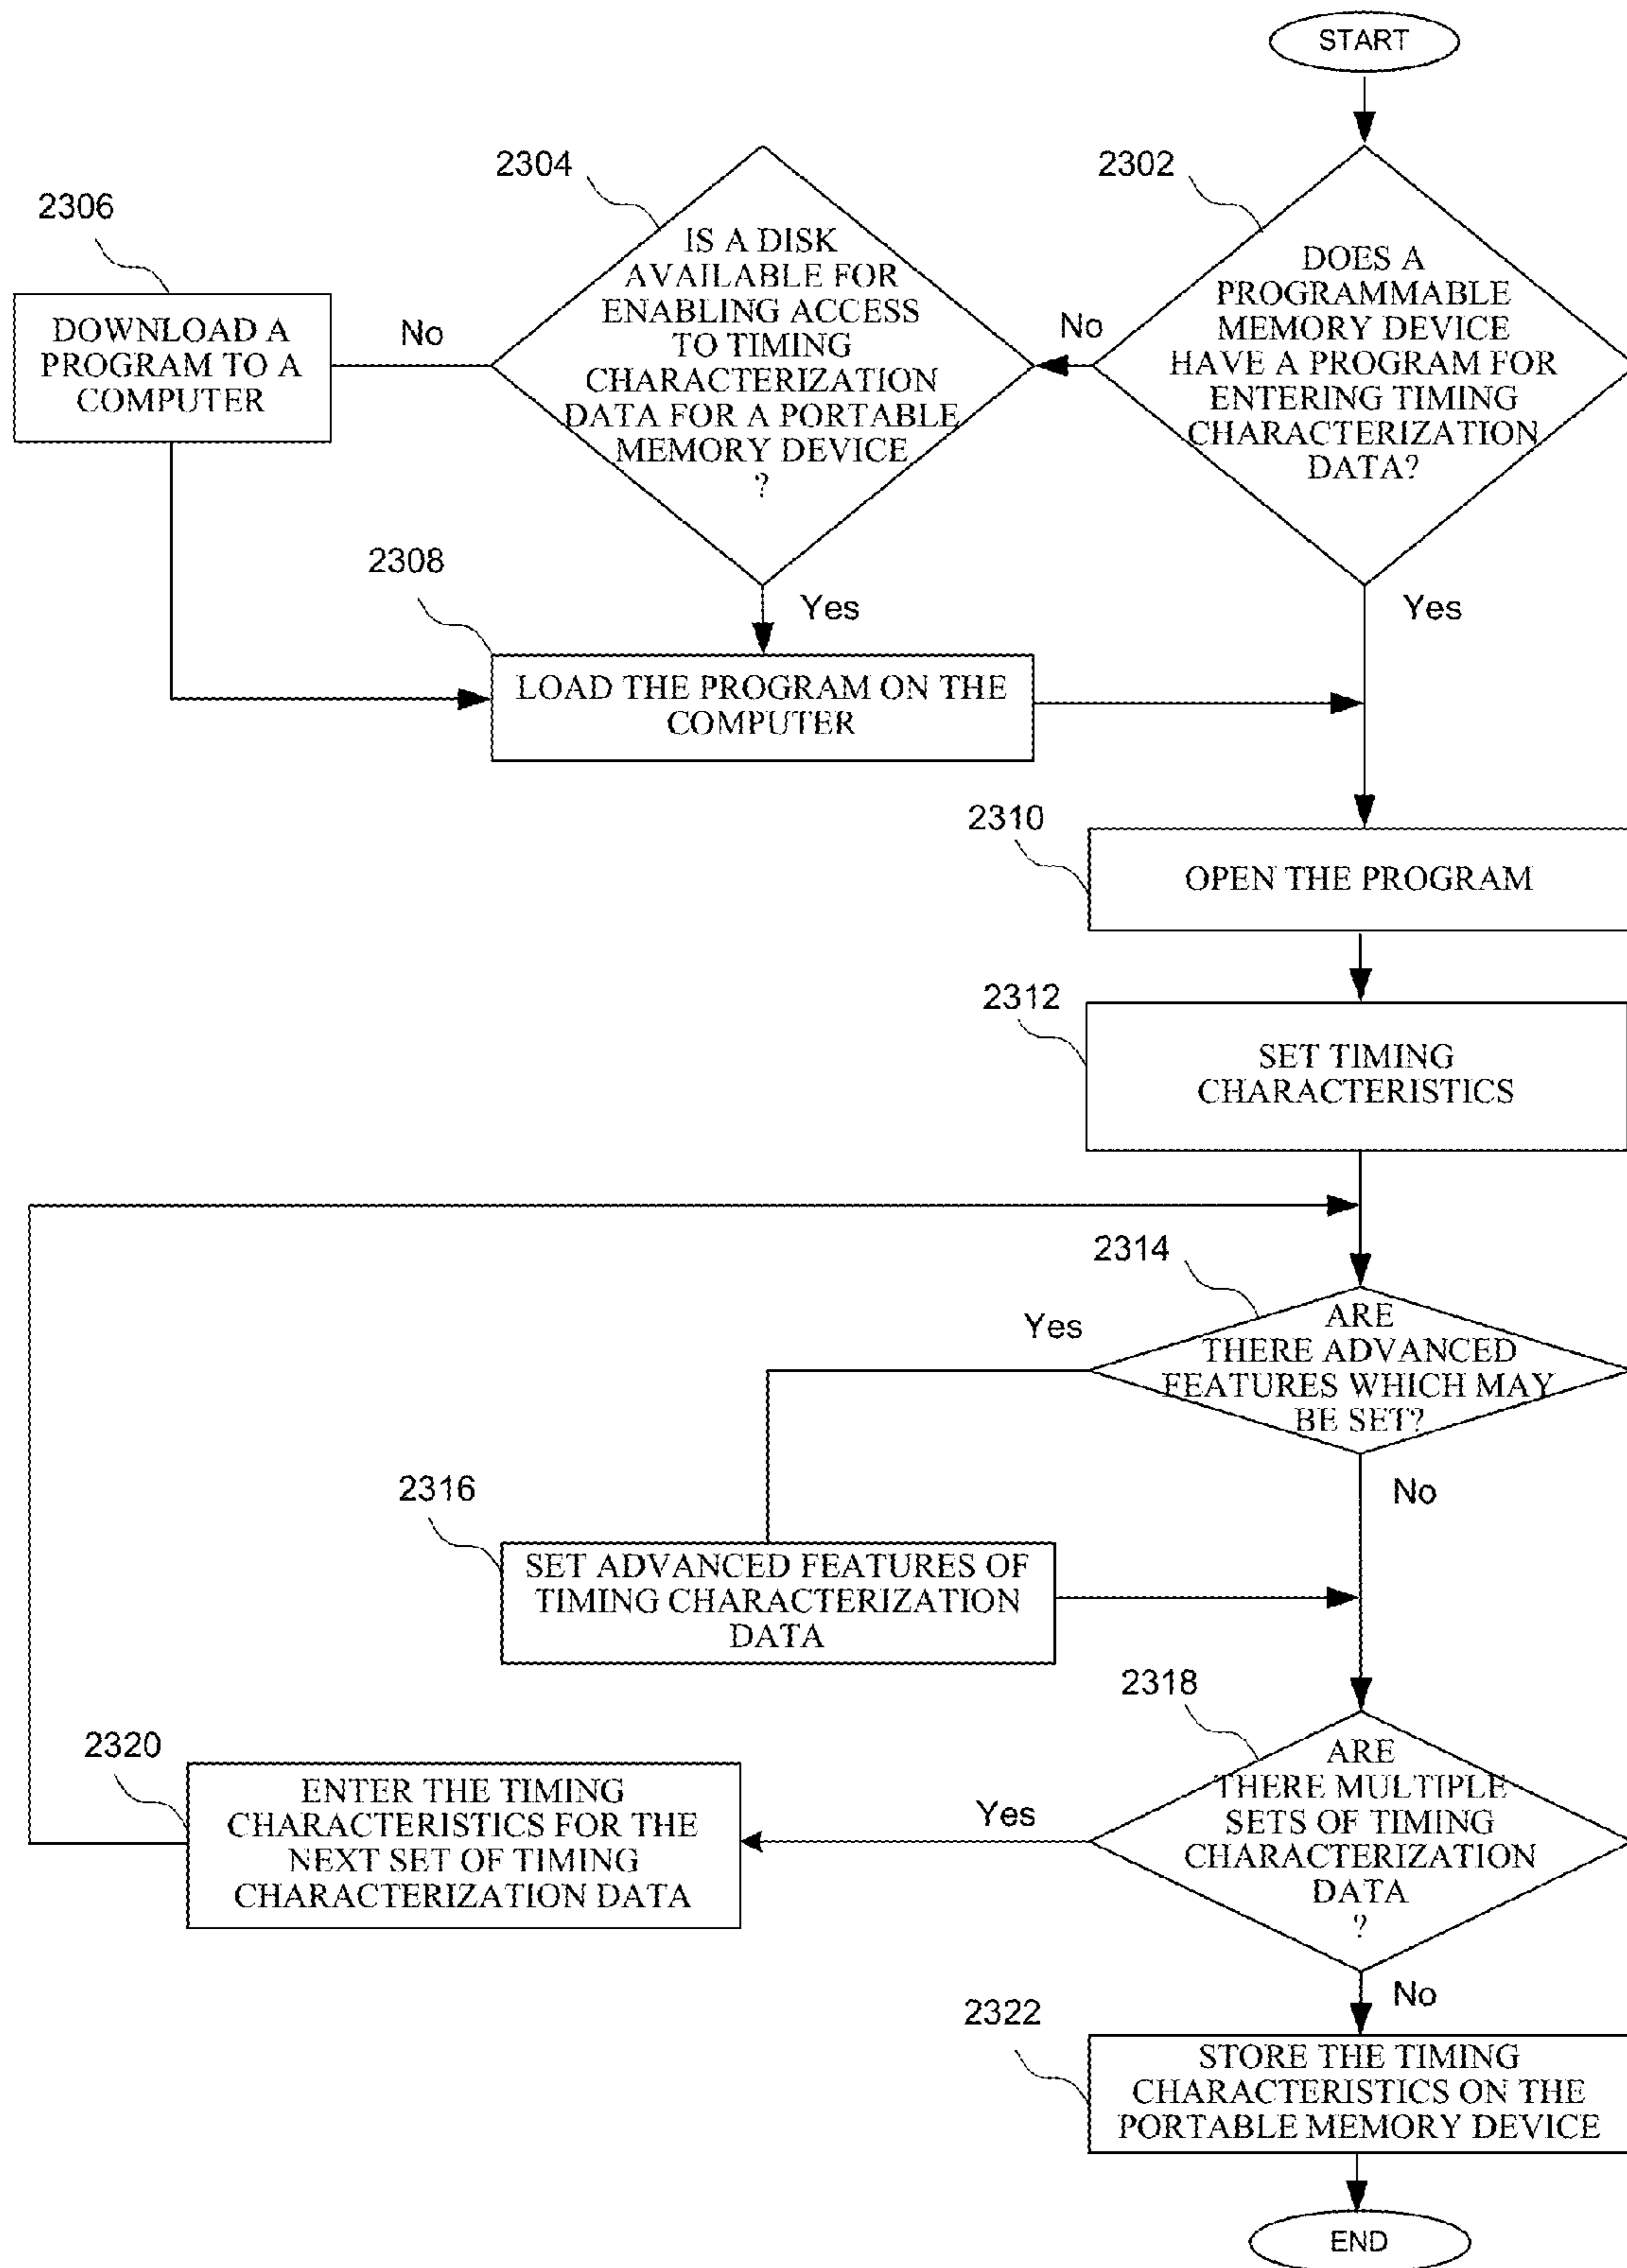 START
2302
DOES A
PROGRAMMABLE
MEMORY DEVICE
HAVE A PROGRAM FOR
ENTERING TIMING
CHARACTERIZATION
DATA?
No
Yes
2304
IS A DISK
AVAILABLE FOR
ENABLING ACCESS
TO TIMING
CHARACTERIZATION
DATA FOR A PORTABLE
MEMORY DEVICE
?
No
Yes
2306
DOWNLOAD A
PROGRAM TO A
COMPUTER
2308
LOAD THE PROGRAM ON THE
COMPUTER
2310
OPEN THE PROGRAM
2312
SET TIMING
CHARACTERISTICS
2314
ARE
THERE ADVANCED
FEATURES WHICH MAY
BE SET?
Yes
No
2316
SET ADVANCED FEATURES OF
TIMING CHARACTERIZATION
DATA
2318
ARE
THERE MULTIPLE
SETS OF TIMING
CHARACTERIZATION
DATA
?
Yes
No
2320
ENTER THE TIMING
CHARACTERISTICS FOR THE
NEXT SET OF TIMING
CHARACTERIZATION DATA
2322
STORE THE TIMING
CHARACTERISTICS ON THE
PORTABLE MEMORY DEVICE
END